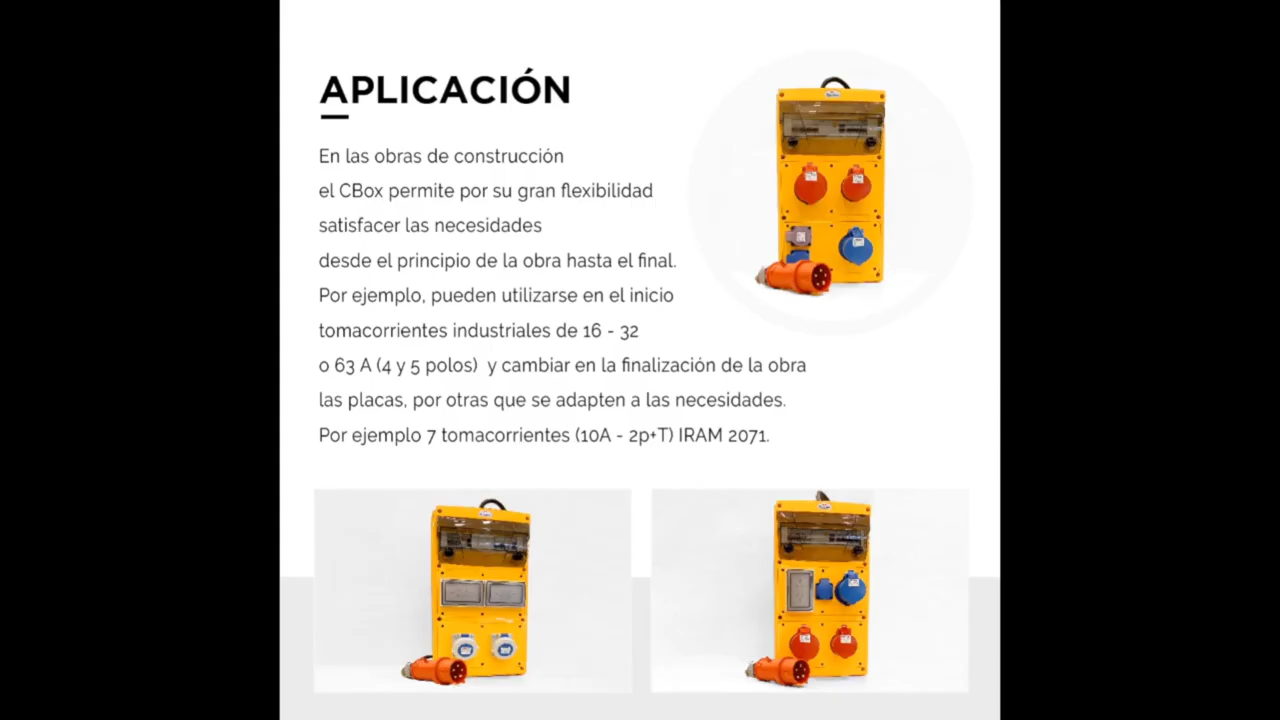 APLICACIÓN
En las obras de construcción
el CBox permite por su gran flexibilidad
satisfacer las necesidades
desde el principio de la obra hasta el final.
Por ejemplo, pueden utilizarse en el inicio
tomacorrientes industriales de 16 - 32
o 63 A (4 y 5 polos)  y cambiar en la finalización de la obra
las placas, por otras que se adapten a las necesidades.
Por ejemplo 7 tomacorrientes (10A - 2p+T) IRAM 2071.